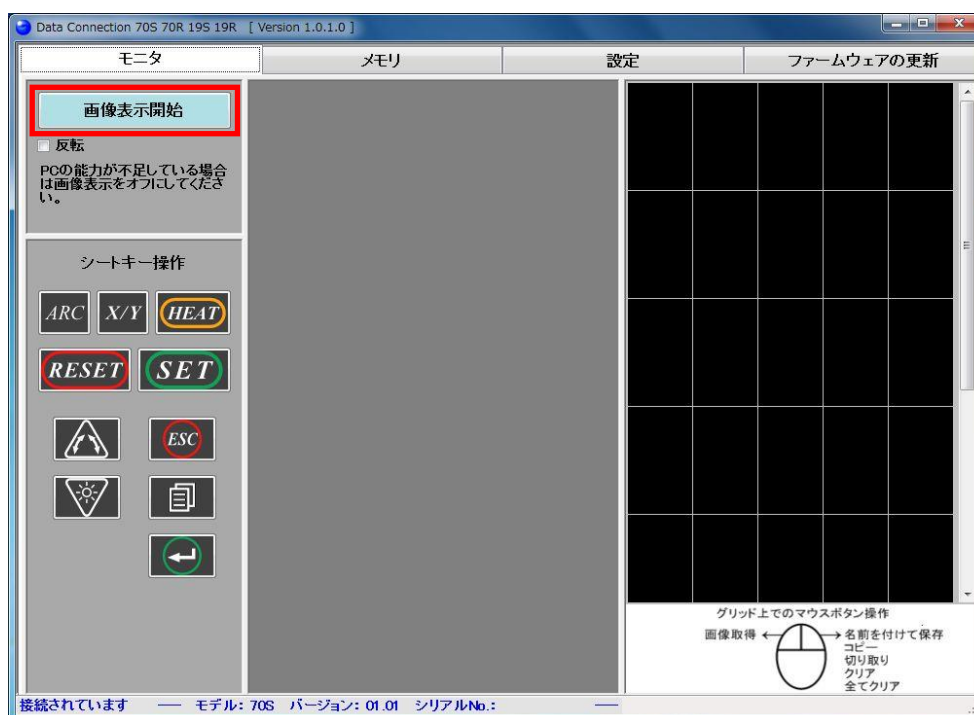 Data Connection 70S 70R 19S 19R [ Version 1.0.1.0 ]
モニタ
メモリ
設定
ファームウェアの更新
画像表示開始
反転
PCの能力が不足している場合
は画像表示をオフにしてくださ
い。
シートキー操作
ARC X/Y HEAT
RESET SET
ESC
グリッド上でのマウスボタン操作
画像取得
名前を付けて保存
コピー
切り取り
クリア
全てクリア
接続されています ― モデル: 70S バージョン: 01.01 シリアルNo.: ―